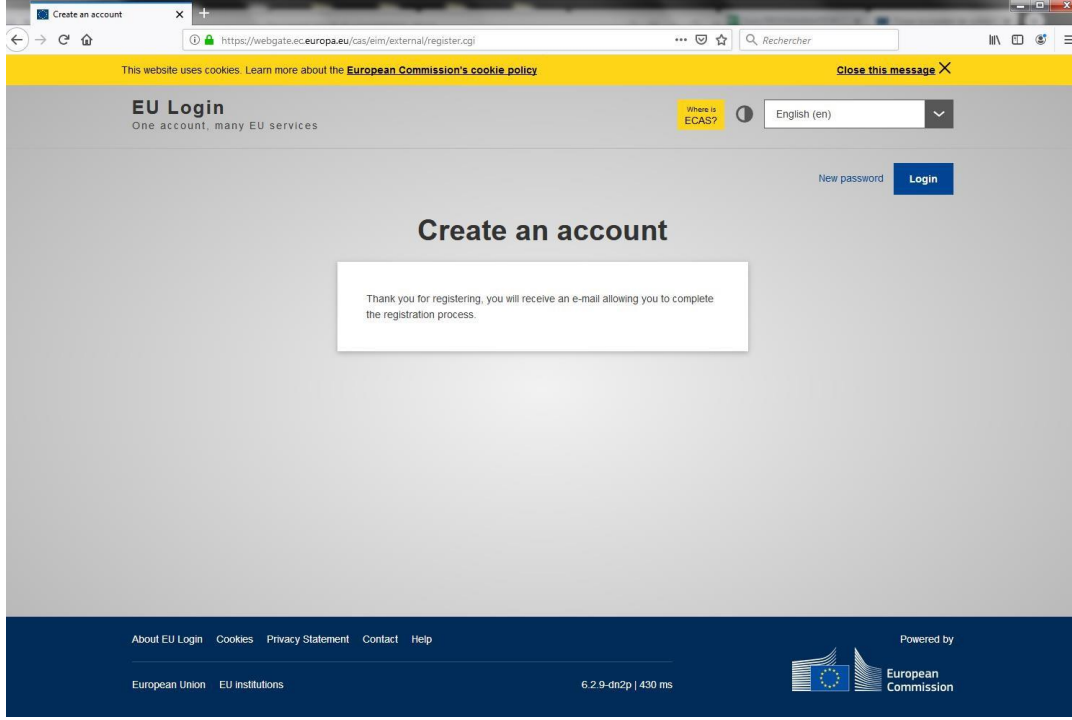 Create an account
https://webgate.ec.europa.eu/cas/eim/external/register.cgi
Rechercher
This website uses cookies. Learn more about the European Commission's cookie policy
Close this message
EU Login
One account, many EU services
Where is
ECAS?
English (en)
New password
Login
Create an account
Thank you for registering, you will receive an e-mail allowing you to complete
the registration process.
About EU Login Cookies Privacy Statement Contact Help
Powered by
European Union EU institutions
6.2.9-dn2p | 430 ms
European
Commission